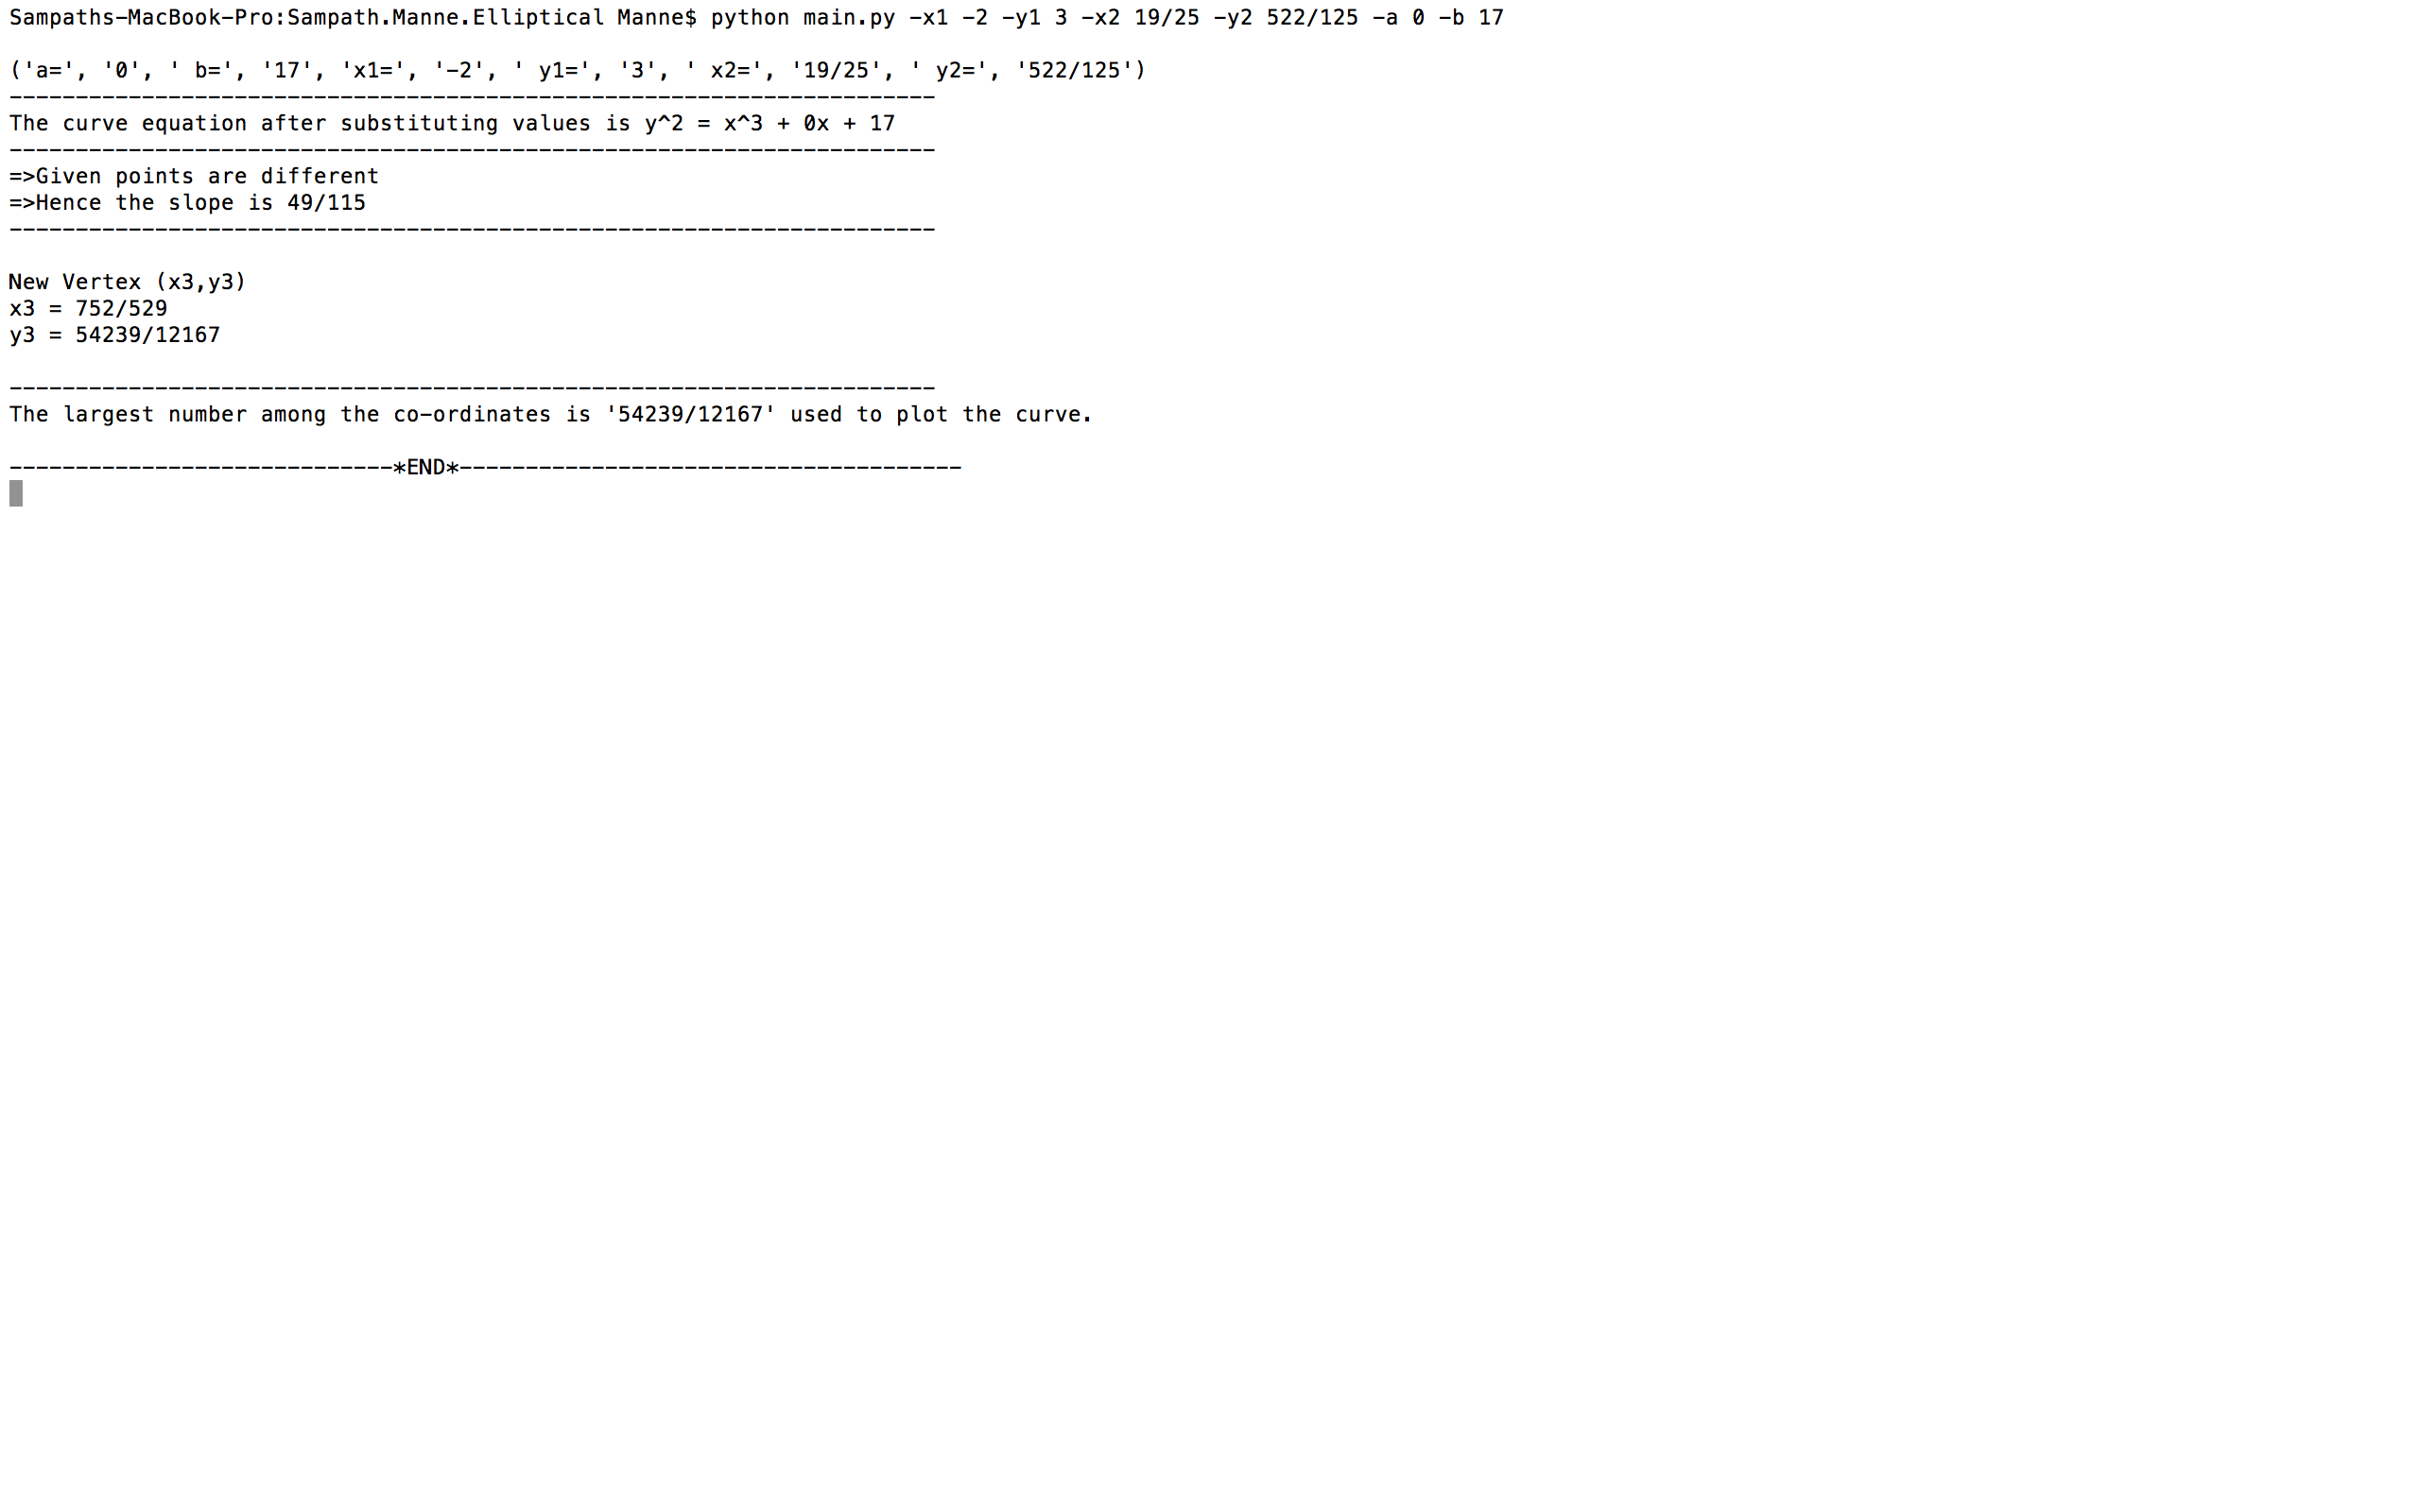 Sampaths-MacBook-Pro:Sampath.Manne.Elliptical Manne$ python main.py -x1 -2 -y1 3 -x2 19/25 -y2 522/125 -a 0 -b 17
('a=', '0', ' b=', '17', 'x1=', '-2', ' y1=', '3', ' x2=', '19/25', ' y2=', '522/125')
----------------------------------------------------------------------
The curve equation after substituting values is y^2 = x^3 + 0x + 17
----------------------------------------------------------------------
=>Given points are different
=>Hence the slope is 49/115
----------------------------------------------------------------------
New Vertex (x3,y3)
x3 = 752/529
y3 = 54239/12167
----------------------------------------------------------------------
The largest number among the co-ordinates is '54239/12167' used to plot the curve.
-----------------------------*END*--------------------------------------